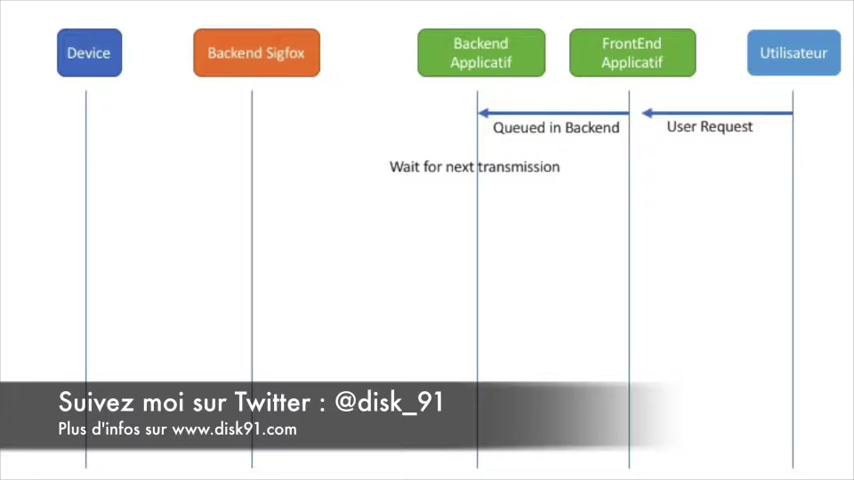 Device
Backend Sigfox
Backend
Applicatif
FrontEnd
Applicatif
Utilisateur
Queued in Backend
User Request
Wait for next transmission
Suivez moi sur Twitter : @disk_91
Plus d'infos sur www.disk91.com